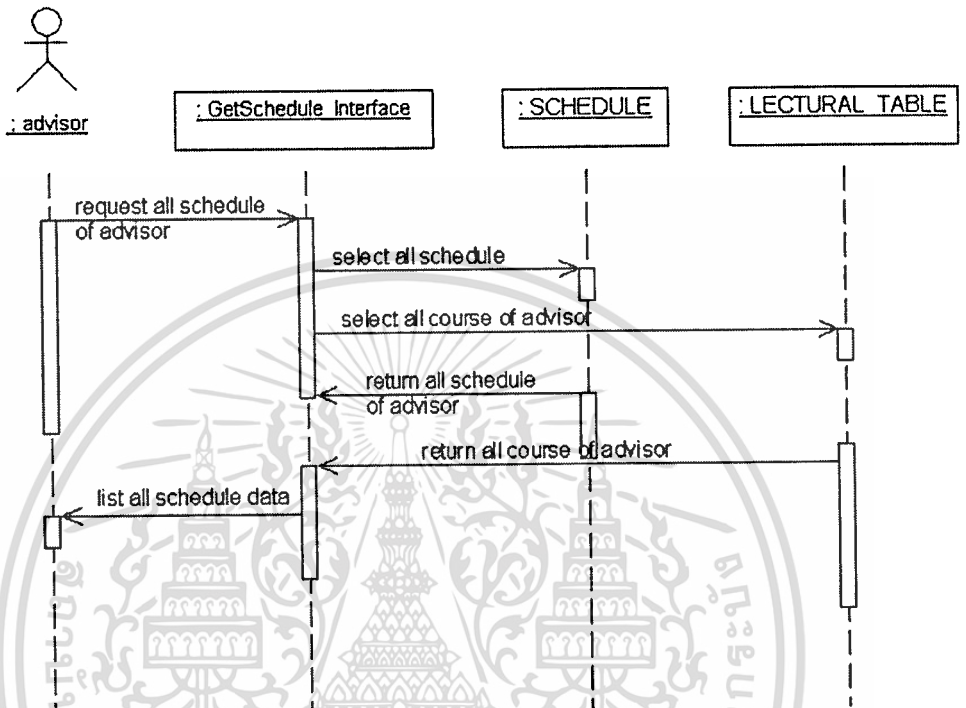 : advisor
: GetSchedule Interface
: SCHEDULE
: LECTURAL TABLE
request all schedule
of advisor
select all schedule
select all course of advisor
return all schedule
of advisor
return all course of advisor
list all schedule data